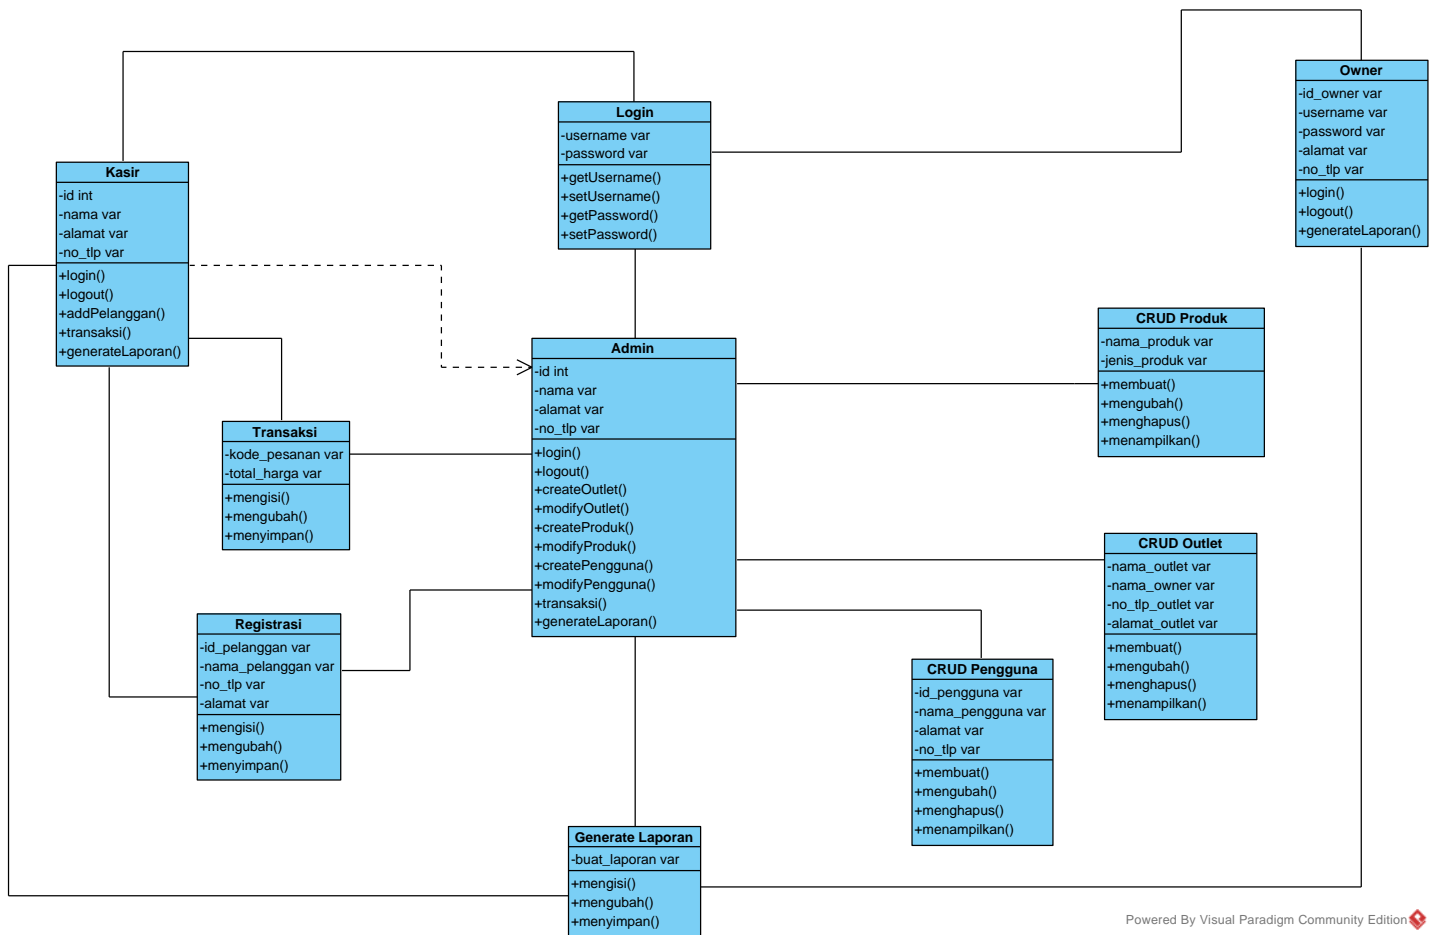 Owner
-id_owner var
-username var
-password var
-alamat var
-no_tlp var
+login()
+logout()
+generateLaporan()
Login
-username var
-password var
+getUsername()
+setUsername()
+getPassword()
+setPassword()
Kasir
-id int
-nama var
-alamat var
-no_tlp var
+login()
+logout()
+addPelanggan()
+transaksi()
+generateLaporan()
CRUD Produk
-nama_produk var
-jenis_produk var
+membuat()
+mengubah()
+menghapus()
+menampilkan()
Admin
-id int
-nama var
-alamat var
-no_tlp var
+login()
+logout()
+createOutlet()
+modifyOutlet()
+createProduk()
+modifyProduk()
+createPengguna()
+modifyPengguna()
+transaksi()
+generateLaporan()
Transaksi
-kode_pesanan var
-total_harga var
+mengisi()
+mengubah()
+menyimpan()
CRUD Outlet
-nama_outlet var
-nama_owner var
-no_tlp_outlet var
-alamat_outlet var
+membuat()
+mengubah()
+menghapus()
+menampilkan()
Registrasi
-id_pelanggan var
-nama_pelanggan var
-no_tlp var
-alamat var
+mengisi()
+mengubah()
+menyimpan()
CRUD Pengguna
-id_pengguna var
-nama_pengguna var
-alamat var
-no_tlp var
+membuat()
+mengubah()
+menghapus()
+menampilkan()
Generate Laporan
-buat_laporan var
+mengisi()
+mengubah()
+menyimpan()
Powered By Visual Paradigm Community Edition